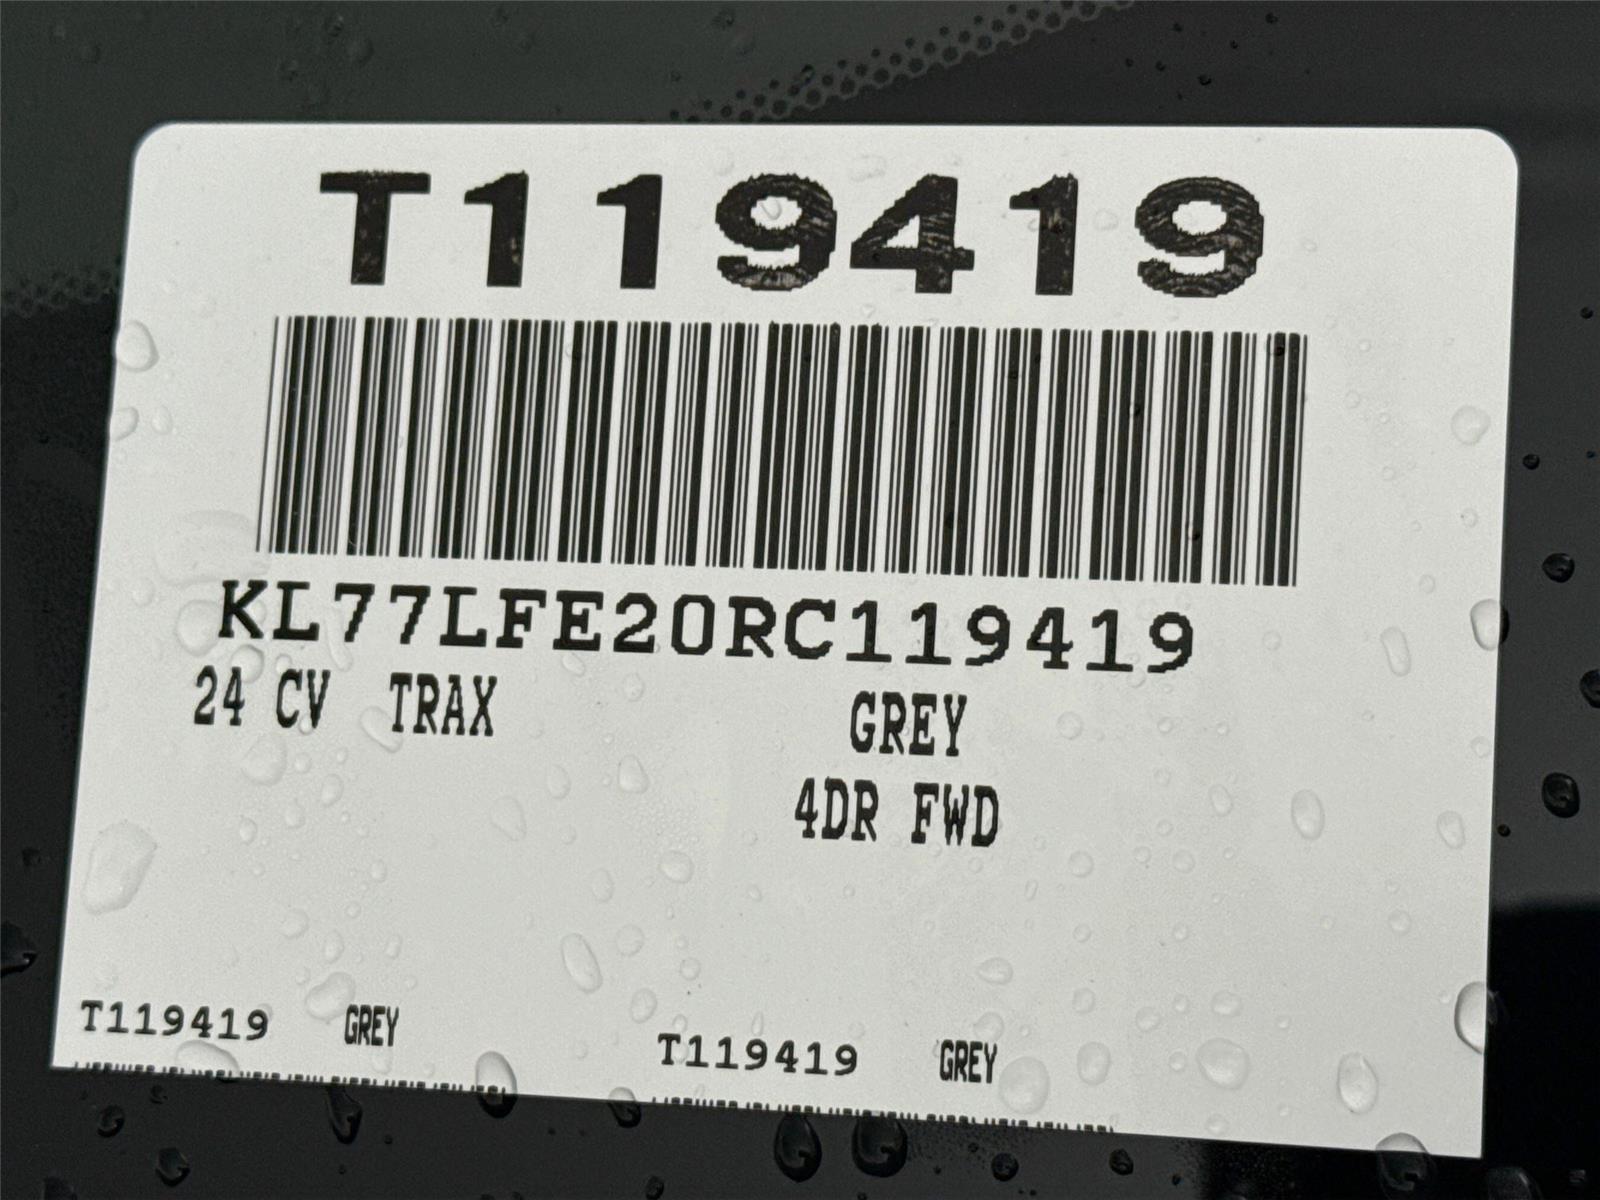 T119419
KL77LFE20RC119419
24 CV TRAX GREY
4DR FWD
T119419 GREY T119419 GREY